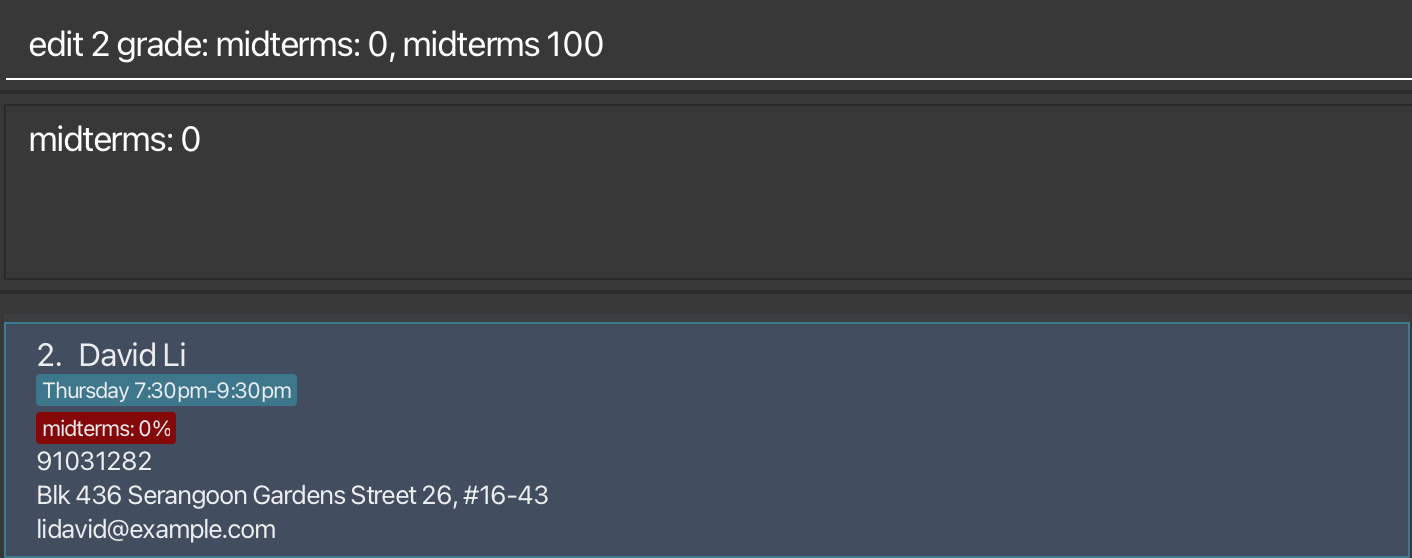 edit 2 grade: midterms: 0, midterms 100
midterms: 0
2. David Li
Thursday 7:30pm-9:30pm
midterms: 0%
91031282
Blk 436 Serangoon Gardens Street 26, #16-43
lidavid@example.com